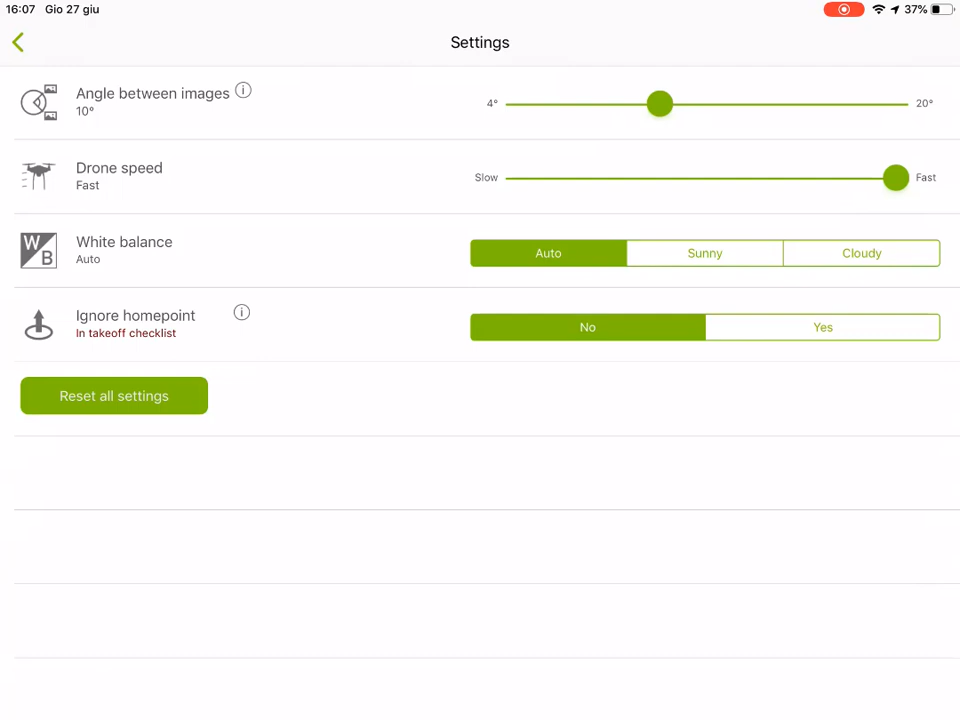 16:07 Gio 27 giu 37%
Settings
Angle between images
10°
4° 20°
Drone speed
Fast
Slow Fast
W B
White balance
Auto
Auto Sunny Cloudy
Ignore homepoint
In takeoff checklist
No Yes
Reset all settings